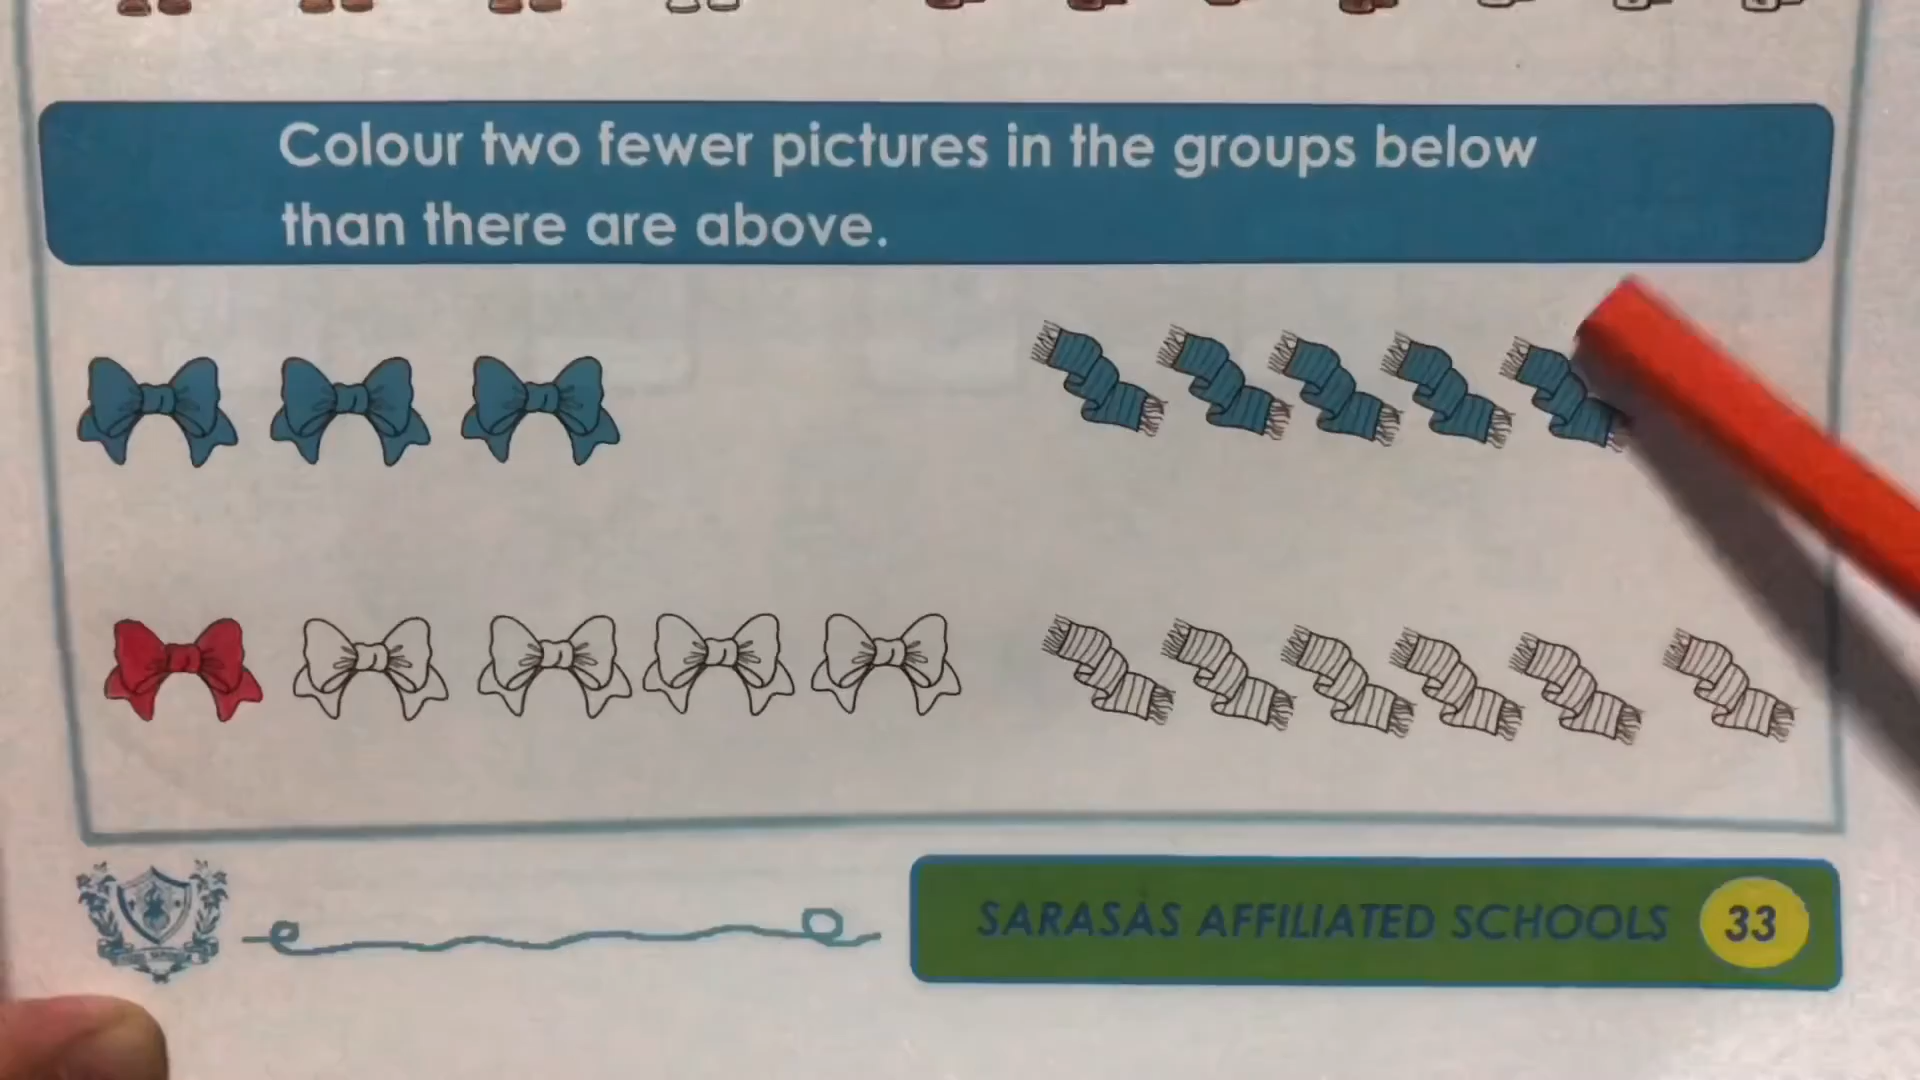 Colour two fewer pictures in the groups below
than there are above.
SARASAS AFFILIATED SCHOOLS 33